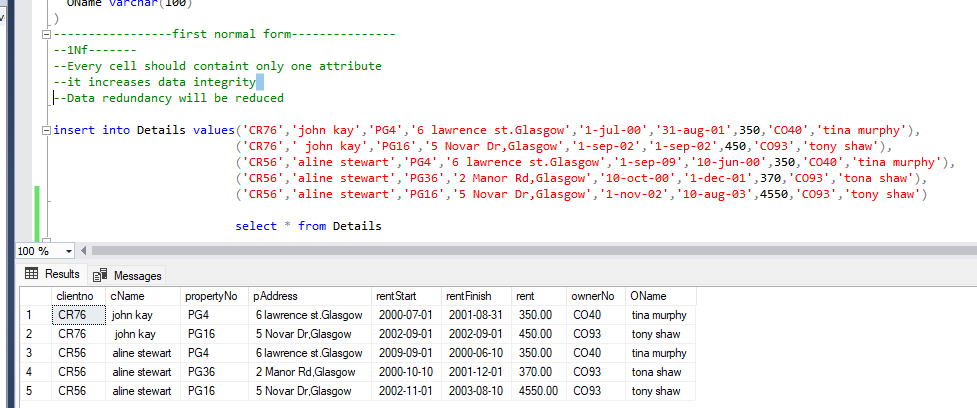 OName varchar(100)
)
-----------------first normal form---------------
--1Nf-------
--Every cell should containt only one attribute
--it increases data integrity
--Data redundancy will be reduced
insert into Details values('CR76','john kay','PG4','6 lawrence st.Glasgow','1-jul-00','31-aug-01',350,'CO40','tina murphy'),
('CR76',' john kay','PG16','5 Novar Dr,Glasgow','1-sep-02','1-sep-02',450,'CO93','tony shaw'),
('CR56','aline stewart','PG4','6 lawrence st.Glasgow','1-sep-09','10-jun-00',350,'CO40','tina murphy'),
('CR56','aline stewart','PG36','2 Manor Rd,Glasgow','10-oct-00','1-dec-01',370,'CO93','tona shaw'),
('CR56','aline stewart','PG16','5 Novar Dr,Glasgow','1-nov-02','10-aug-03',4550,'CO93','tony shaw')
select * from Details
100 %
Results Messages
clientno cName propertyNo pAddress rentStart rentFinish rent ownerNo OName
1 CR76 john kay PG4 6 lawrence st.Glasgow 2000-07-01 2001-08-31 350.00 CO40 tina murphy
2 CR76 john kay PG16 5 Novar Dr,Glasgow 2002-09-01 2002-09-01 450.00 CO93 tony shaw
3 CR56 aline stewart PG4 6 lawrence st.Glasgow 2009-09-01 2000-06-10 350.00 CO40 tina murphy
4 CR56 aline stewart PG36 2 Manor Rd,Glasgow 2000-10-10 2001-12-01 370.00 CO93 tona shaw
5 CR56 aline stewart PG16 5 Novar Dr,Glasgow 2002-11-01 2003-08-10 4550.00 CO93 tony shaw